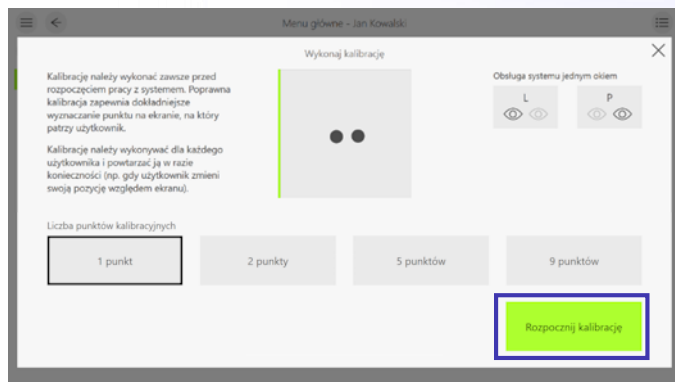 Menu główne - Jan Kowalski
Wykonaj kalibrację
Kalibrację należy wykonać zawsze przed
rozpoczęciem pracy z systemem. Poprawna
kalibracja zapewnia dokładniejsze
wyznaczanie punktu na ekranie, na który
patrzy użytkownik.
Kalibrację należy wykonywać dla każdego
użytkownika i powtarzać ją w razie
konieczności (np. gdy użytkownik zmieni
swoją pozycję względem ekranu).
Obsługa systemu jednym okiem
L P
Liczba punktów kalibracyjnych
1 punkt 2 punkty 5 punktów 9 punktów
Rozpocznij kalibrację